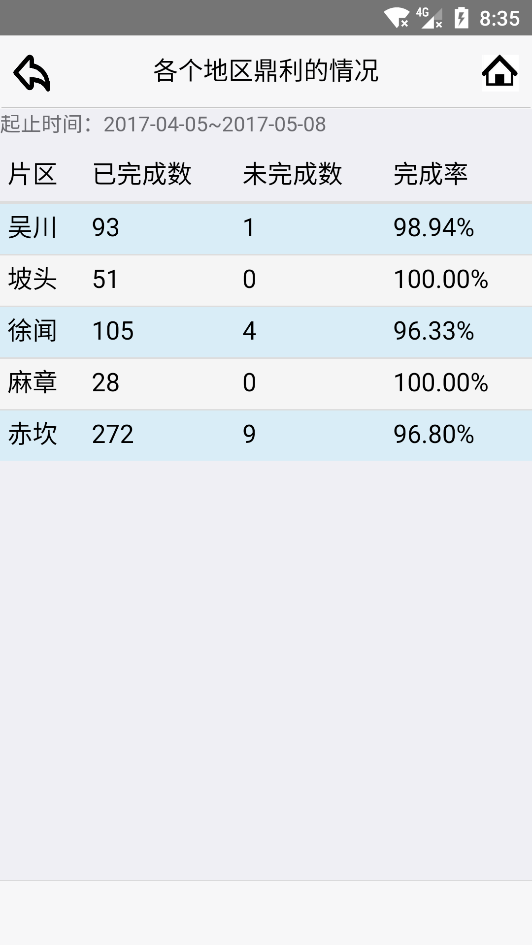 4G 8:35
各个地区鼎利的情况
起止时间：2017-04-05~2017-05-08
片区 已完成数 未完成数 完成率
吴川 93 1 98.94%
坡头 51 0 100.00%
徐闻 105 4 96.33%
麻章 28 0 100.00%
赤坎 272 9 96.80%